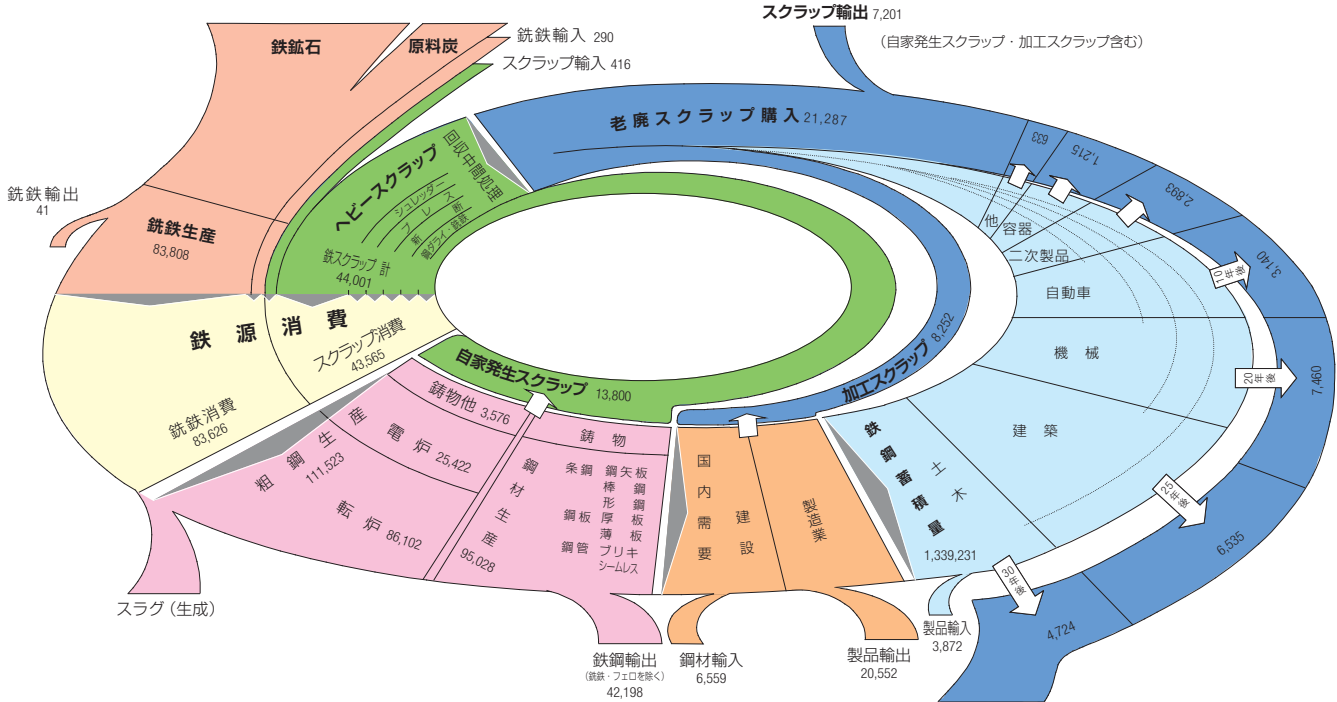 スクラップ輸出 7,201
(自家発生スクラップ・加工スクラップ含む)
鉄鉱石
原料炭
銑鉄輸入 290
スクラップ輸入 416
銑鉄輸出
41
銑鉄生産
83,808
ヘビースクラップ
回収中間処理
シュレッダー
プレス
新断
鋼ダライ・銑鉄
鉄スクラップ 計
44,001
老廃スクラップ購入 21,287
633
1,215
2,893
3,140
7,460
6,535
4,724
他
容器
二次製品
自動車
機械
建築
土木
鉄鋼蓄積量
1,339,231
10年後
20年後
25年後
30年後
鉄源消費
スクラップ消費
43,565
銑鉄消費
83,626
自家発生スクラップ 13,800
加工スクラップ 8,252
粗鋼生産
111,523
鋳物他 3,576
電炉 25,422
転炉 86,102
鋳物
鋼材生産
95,028
条鋼 鋼矢板
棒鋼
形鋼
鋼板 厚板
薄板
鋼管 ブリキ
シームレス
国内需要
建設
製造業
スラグ(生成)
鉄鋼輸出
(銑鉄・フェロを除く)
42,198
鋼材輸入
6,559
製品輸出
20,552
製品輸入
3,872